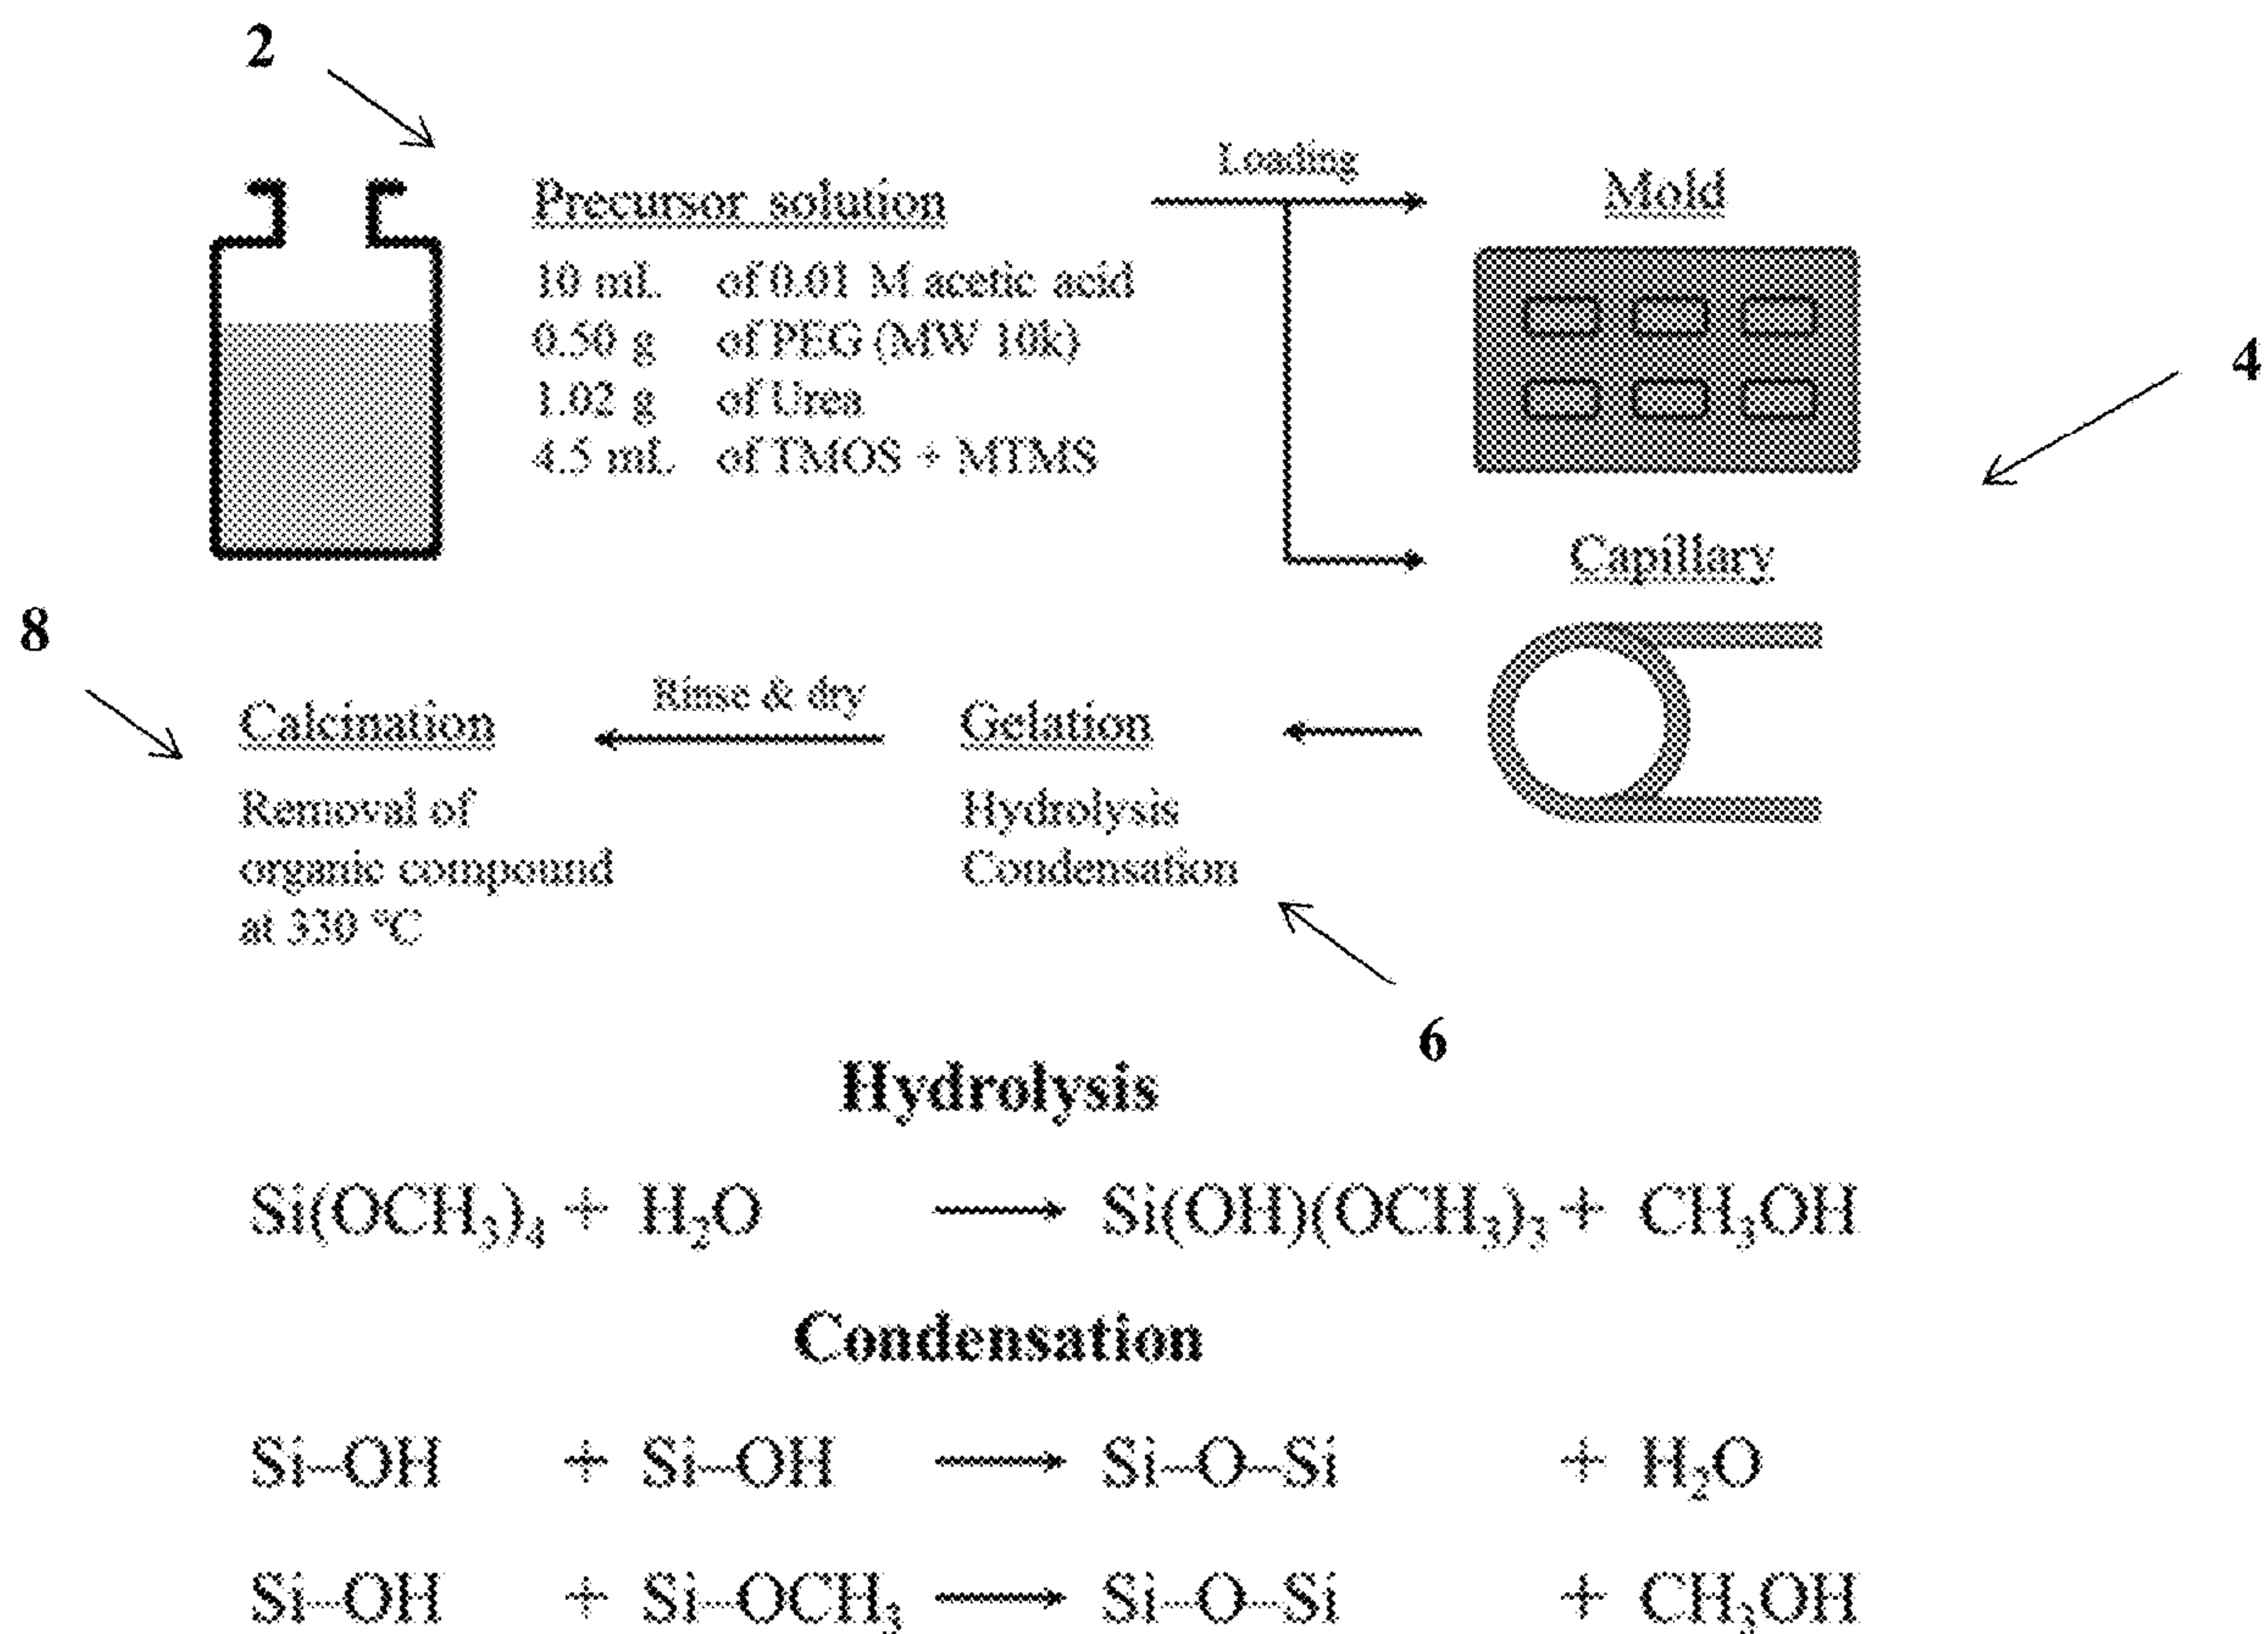 2
Loading
Precursor solution
Mold
10 mL of 0.01 M acetic acid
0.50 g of PEG (MW 10k)
1.02 g of Urea
4.5 mL of TMOS + MTMS
4
Capillary
8
Calcination
Rinse & dry
Gelation
Removal of
organic compound
at 330 °C
Hydrolysis
Condensation
6
Hydrolysis
Si(OCH₃)₄ + H₂O ⟶ Si(OH)(OCH₃)₃ + CH₃OH
Condensation
Si–OH + Si–OH ⟶ Si–O–Si + H₂O
Si–OH + Si–OCH₃ ⟶ Si–O–Si + CH₃OH